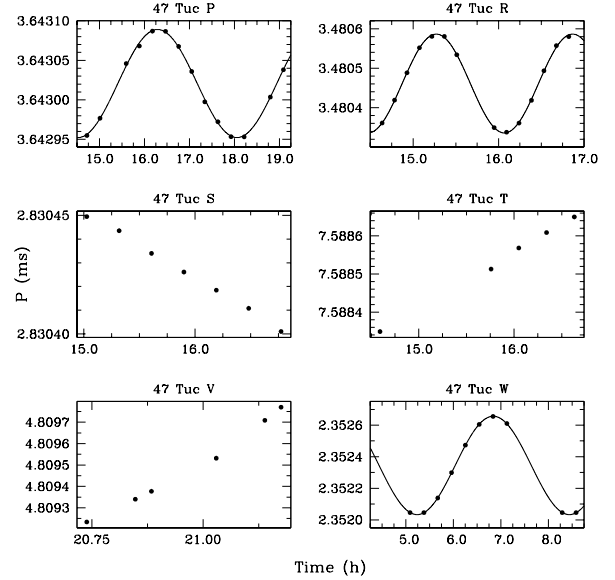 47 Tuc P
47 Tuc R
3.64310
3.64305
3.64300
3.64295
15.0 16.0 17.0 18.0 19.0
3.4806
3.4805
3.4804
15.0 16.0 17.0
47 Tuc S
47 Tuc T
2.83045
2.83040
15.0 16.0
7.5886
7.5885
7.5884
15.0 16.0
P (ms)
47 Tuc V
47 Tuc W
4.8097
4.8096
4.8095
4.8094
4.8093
20.75 21.00
2.3526
2.3524
2.3522
2.3520
5.0 6.0 7.0 8.0
Time (h)